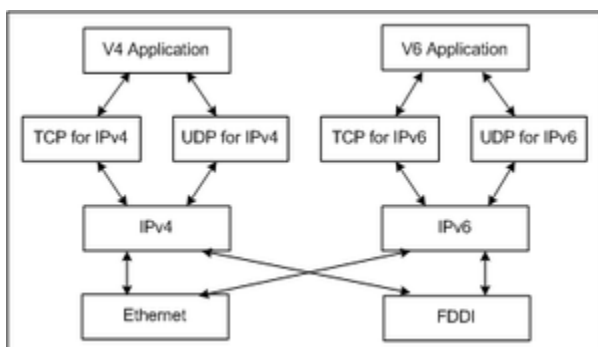 V4 Application
V6 Application
TCP for IPv4
UDP for IPv4
TCP for IPv6
UDP for IPv6
IPv4
IPv6
Ethernet
FDDI